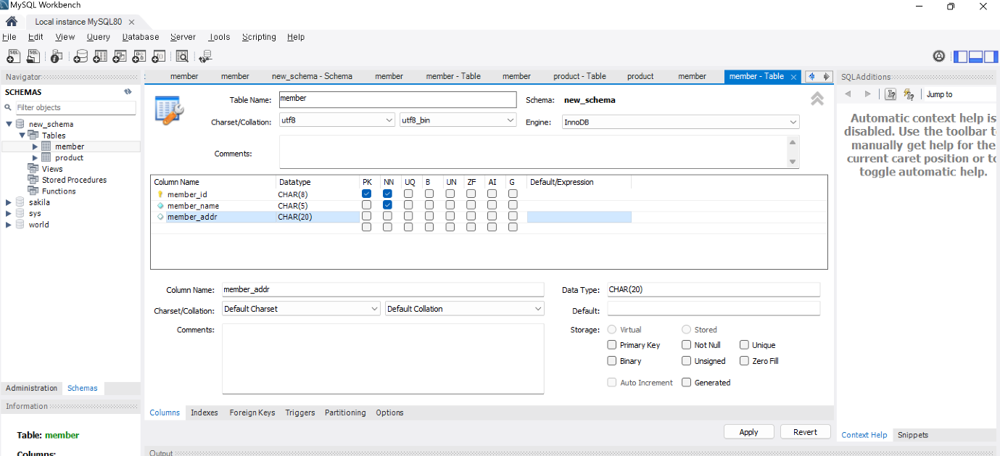 MySQL Workbench
Local instance MySQL80
File Edit View Query Database Server Tools Scripting Help
Navigator
SCHEMAS
Filter objects
new_schema
Tables
member
product
Views
Stored Procedures
Functions
sakila
sys
world
Administration Schemas
Information
Table: member
Columns:
member member new_schema - Schema member member - Table member product - Table product member member - Table
Table Name: member Schema: new_schema
Charset/Collation: utf8 utf8_bin Engine: InnoDB
Comments:
Column Name Datatype PK NN UQ B UN ZF AI G Default/Expression
member_id CHAR(8)
member_name CHAR(5)
member_addr CHAR(20)
Column Name: member_addr Data Type: CHAR(20)
Charset/Collation: Default Charset Default Collation Default:
Comments: Storage: Virtual Stored
Primary Key Not Null Unique
Binary Unsigned Zero Fill
Auto Increment Generated
Columns Indexes Foreign Keys Triggers Partitioning Options
Apply Revert
Output
SQLAdditions
Jump to
Automatic context help is
disabled. Use the toolbar t
manually get help for the
current caret position or to
toggle automatic help.
Context Help Snippets